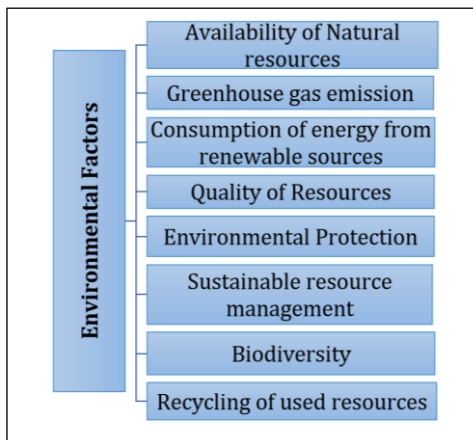 Environmental Factors
Availability of Natural
resources
Greenhouse gas emission
Consumption of energy from
renewable sources
Quality of Resources
Environmental Protection
Sustainable resource
management
Biodiversity
Recycling of used resources